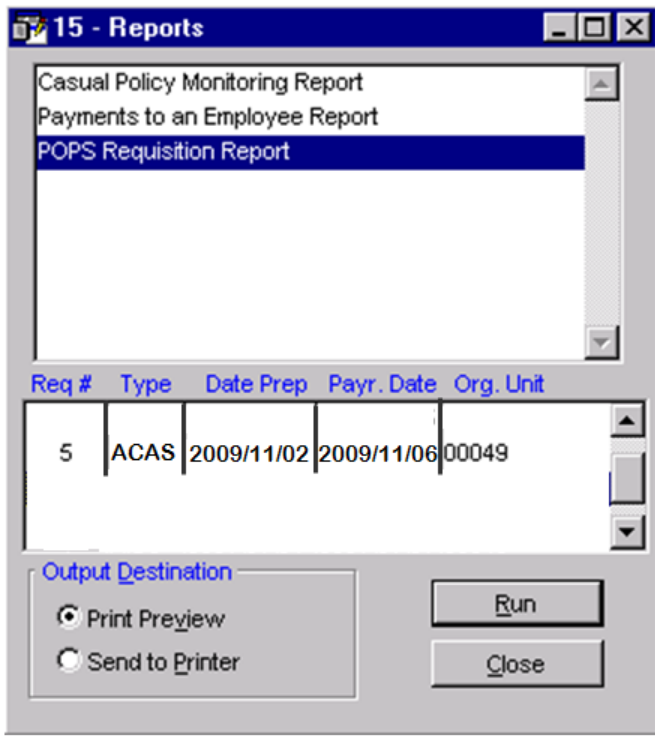 15 - Reports
Casual Policy Monitoring Report
Payments to an Employee Report
POPS Requisition Report
Req # Type Date Prep Payr. Date Org. Unit
5 ACAS 2009/11/02 2009/11/06 00049
Output Destination
Print Preview
Send to Printer
Run
Close